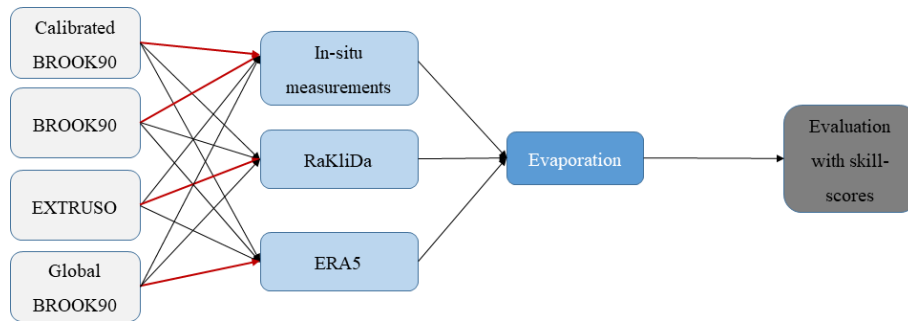 Calibrated
BROOK90
BROOK90
EXTRUSO
Global
BROOK90
In-situ
measurements
RaKliDa
ERA5
Evaporation
Evaluation
with skill-
scores